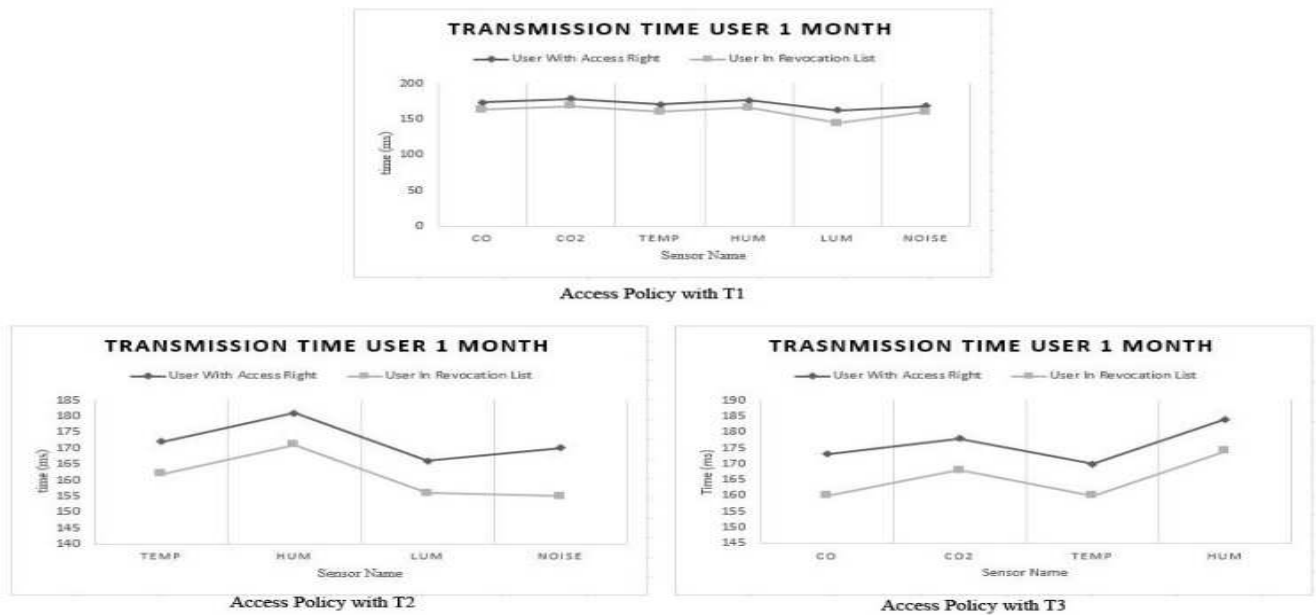 TRANSMISSION TIME USER 1 MONTH
User With Access Right User In Revocation List
200
150
100
50
0
time (ms)
CO CO2 TEMP HUM LUM NOISE
Sensor Name
Access Policy with T1
TRANSMISSION TIME USER 1 MONTH
User With Access Right User In Revocation List
185
180
175
170
165
160
155
150
145
140
time (ms)
TEMP HUM LUM NOISE
Sensor Name
Access Policy with T2
TRASNMISSION TIME USER 1 MONTH
User With Access Right User In Revocation List
190
185
180
175
170
165
160
155
150
145
Time (ms)
CO CO2 TEMP HUM
Sensor Name
Access Policy with T3